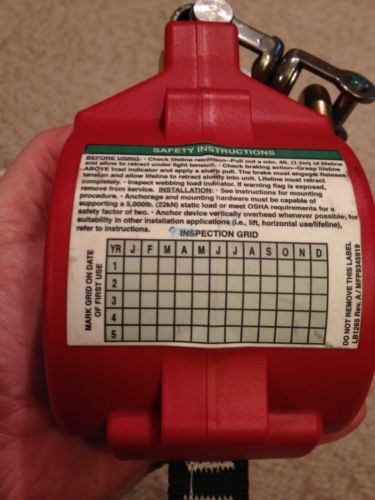 SAFETY INSTRUCTIONS
BEFORE USING: · Check lifeline retraction–Pull out a min. 4ft. (1.2m) of lifeline
and allow to retract under light tension. · Check braking action–Grasp lifeline
ABOVE load indicator and apply a sharp pull. The brake must engage. Release
tension and allow lifeline to retract slowly into unit. Lifeline must retract
completely. · Inspect webbing load indicator. If warning flag is exposed,
remove from service. INSTALLATION: · See instructions for mounting
procedure. · Anchorage and mounting hardware must be capable of
supporting a 5,000lb. (22kN) static load or meet OSHA requirements for a
safety factor of two. · Anchor device vertically overhead whenever possible; for
suitability in other installation applications (i.e., lift, horizontal use/lifeline),
refer to instructions.
INSPECTION GRID
MARK GRID ON DATE
OF FIRST USE
YR J F M A M J J A S O N D
1
2
3
4
5
DO NOT REMOVE THIS LABEL
LB1265 Rev. A / MFP9345919